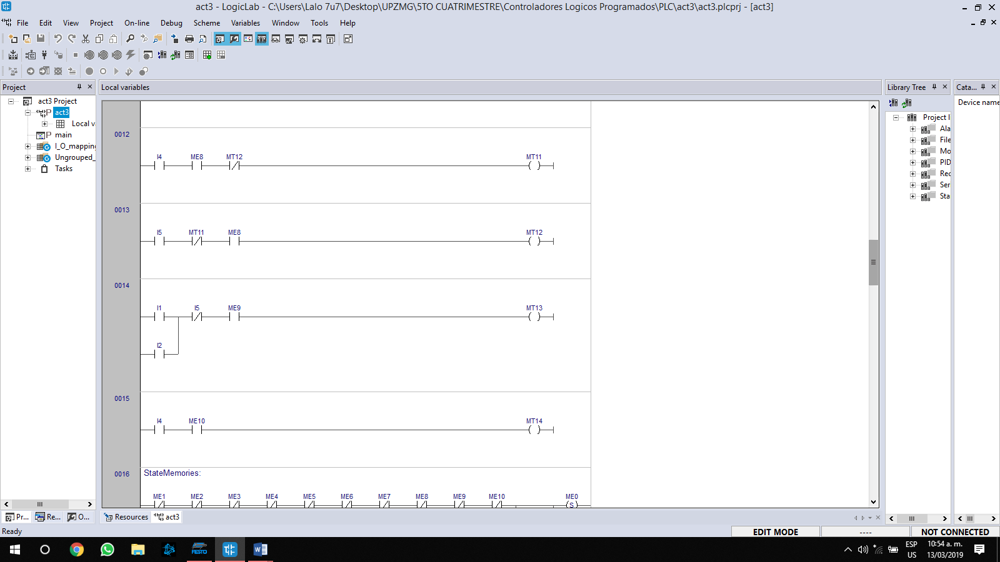 act3 - LogicLab - C:\Users\Lalo 7u7\Desktop\UPZMG\5TO CUATRIMESTRE\Controladores Logicos Programados\PLC\act3\act3.plcprj - [act3]
File Edit View Project On-line Debug Scheme Variables Window Tools Help
Project
Local variables
Library Tree
Cata...
act3 Project
act3
Local v
main
I_O_mapping
Ungrouped_
Tasks
0012
I4 ME8 MT12 MT11
0013
I5 MT11 ME8 MT12
0014
I1 I5 ME9 MT13
I2
0015
I4 ME10 MT14
0016
StateMemories:
ME1 ME2 ME3 ME4 ME5 ME6 ME7 ME8 ME9 ME10 ME0
S
Project l
Ala
File
Mo
PID
Rec
Ser
Sta
Device name
Pr... Re... O...
Resources act3
Ready
EDIT MODE ---- NOT CONNECTED
FESTO
ESP
US
10:54 a. m.
13/03/2019